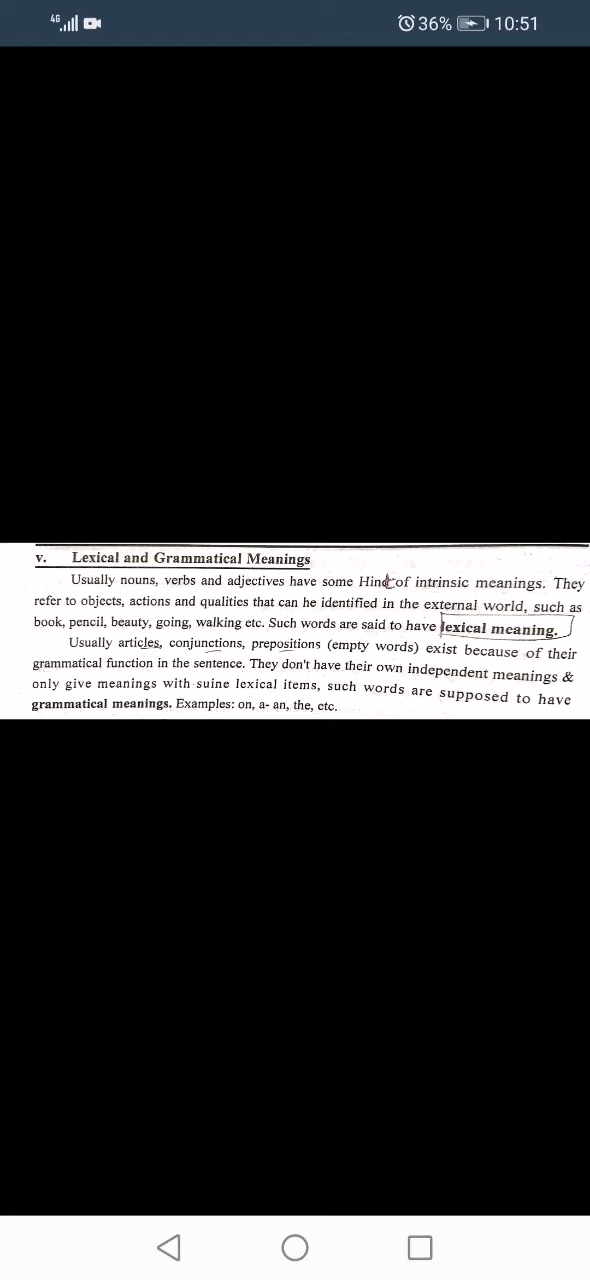 4G 36% 10:51
v. Lexical and Grammatical Meanings
Usually nouns, verbs and adjectives have some Hind of intrinsic meanings. They
refer to objects, actions and qualities that can he identified in the external world, such as
book, pencil, beauty, going, walking etc. Such words are said to have lexical meaning.
Usually articles, conjunctions, prepositions (empty words) exist because of their
grammatical function in the sentence. They don't have their own independent meanings &
only give meanings with suine lexical items, such words are supposed to have
grammatical meanings. Examples: on, a- an, the, etc.